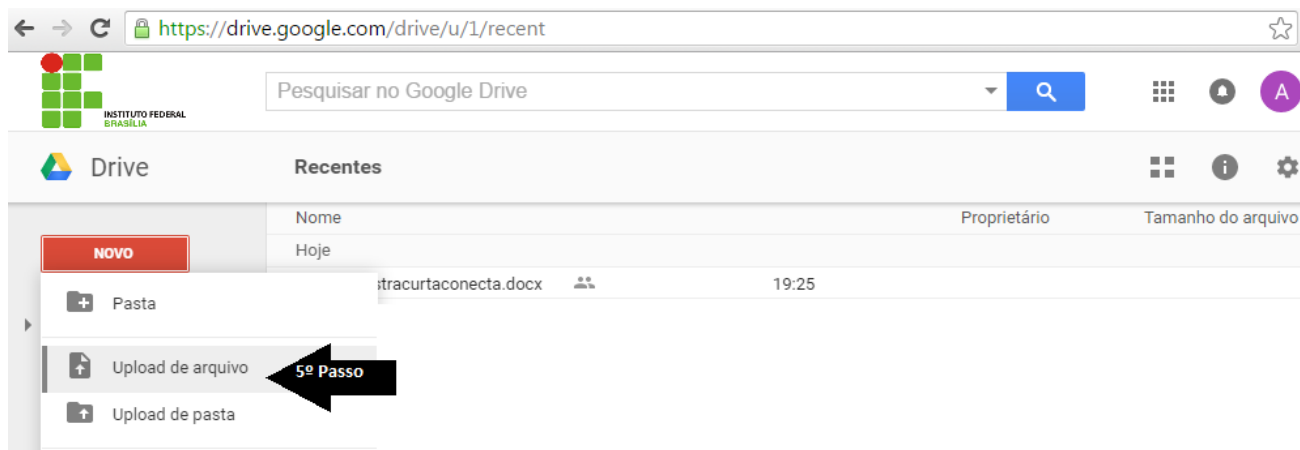 https://drive.google.com/drive/u/1/recent
INSTITUTO FEDERAL
BRASÍLIA
Pesquisar no Google Drive
A
Drive
Recentes
Nome Proprietário Tamanho do arquivo
NOVO
Hoje
stracurtaconecta.docx 19:25
Pasta
Upload de arquivo
5º Passo
Upload de pasta